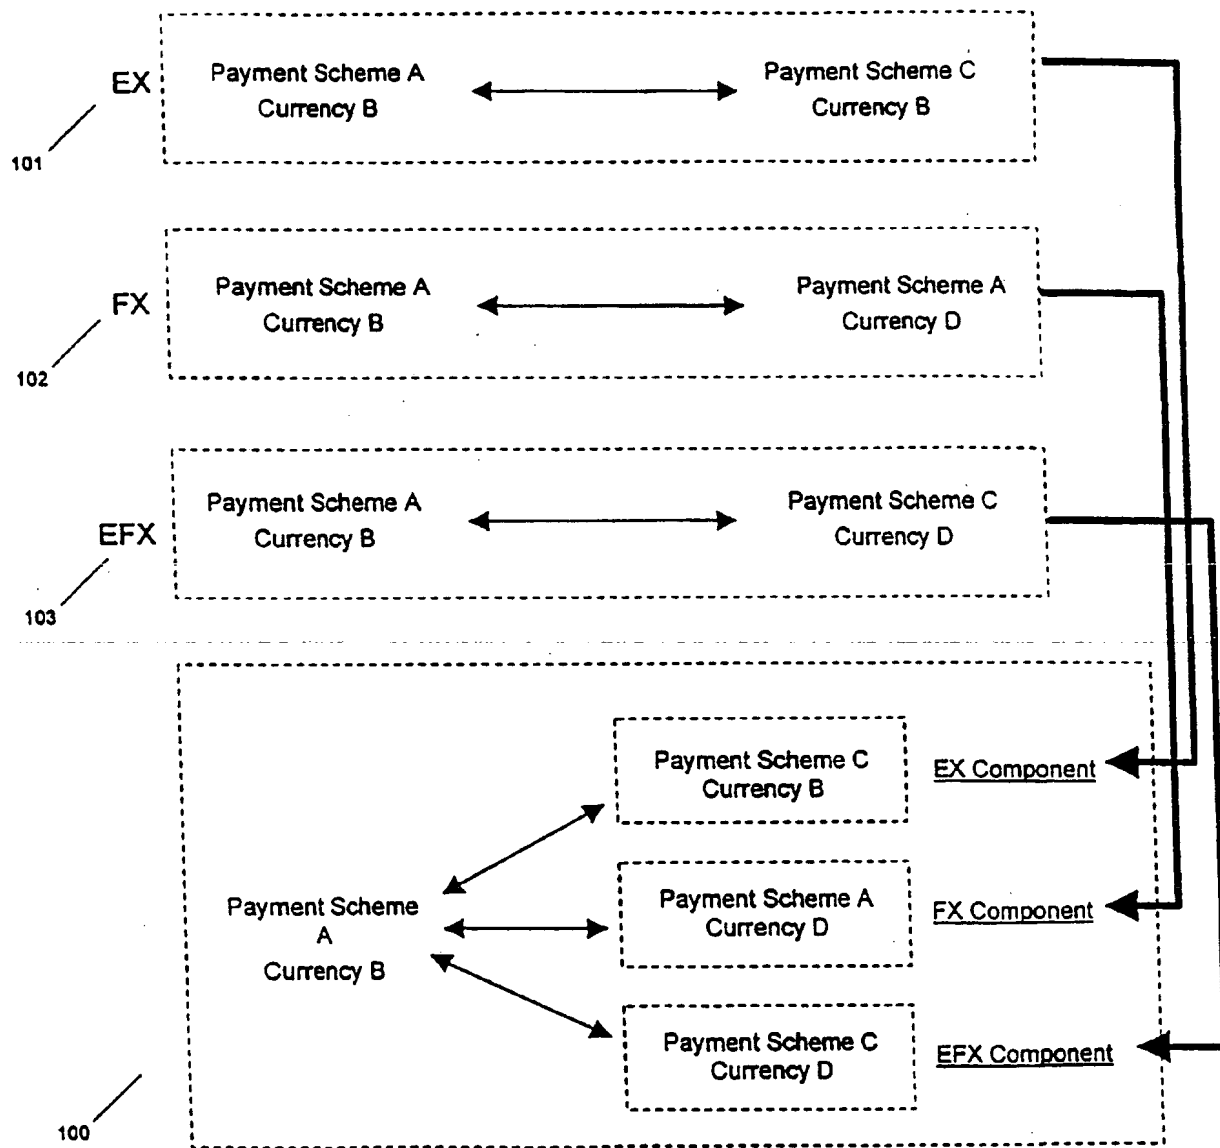 EX
Payment Scheme A
Currency B
Payment Scheme C
Currency B
101
FX
Payment Scheme A
Currency B
Payment Scheme A
Currency D
102
EFX
Payment Scheme A
Currency B
Payment Scheme C
Currency D
103
Payment Scheme C
Currency B
EX Component
Payment Scheme
A
Currency B
Payment Scheme A
Currency D
FX Component
Payment Scheme C
Currency D
EFX Component
100